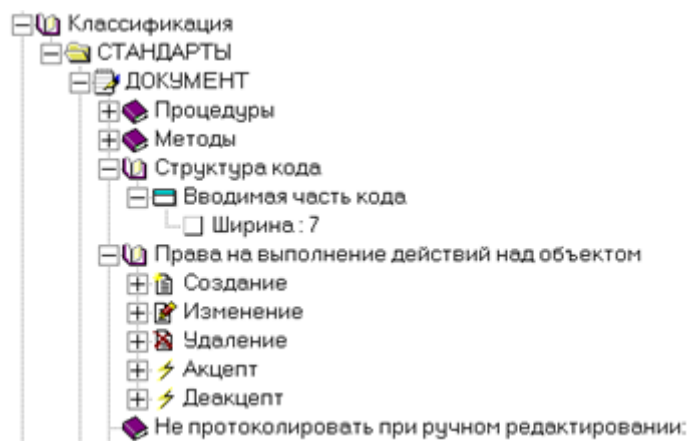 Классификация
СТАНДАРТЫ
ДОКУМЕНТ
Процедуры
Методы
Структура кода
Вводимая часть кода
Ширина : 7
Права на выполнение действий над объектом
Создание
Изменение
Удаление
Акцепт
Деакцепт
Не протоколировать при ручном редактировании: